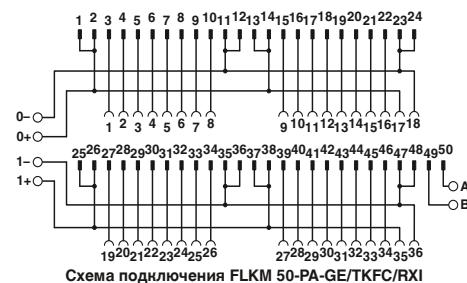 1 2 3 4 5 6 7 8 9 10 11 12 13 14 15 16 17 18 19 20 21 22 23 24
0–
0+
1 2 3 4 5 6 7 8 9 10 11 12 13 14 15 16 17 18
1–
1+
25 26 27 28 29 30 31 32 33 34 35 36 37 38 39 40 41 42 43 44 45 46 47 48 49 50
A
B
19 20 21 22 23 24 25 26 27 28 29 30 31 32 33 34 35 36
Схема подключения FLKM 50-PA-GE/TKFC/RXI